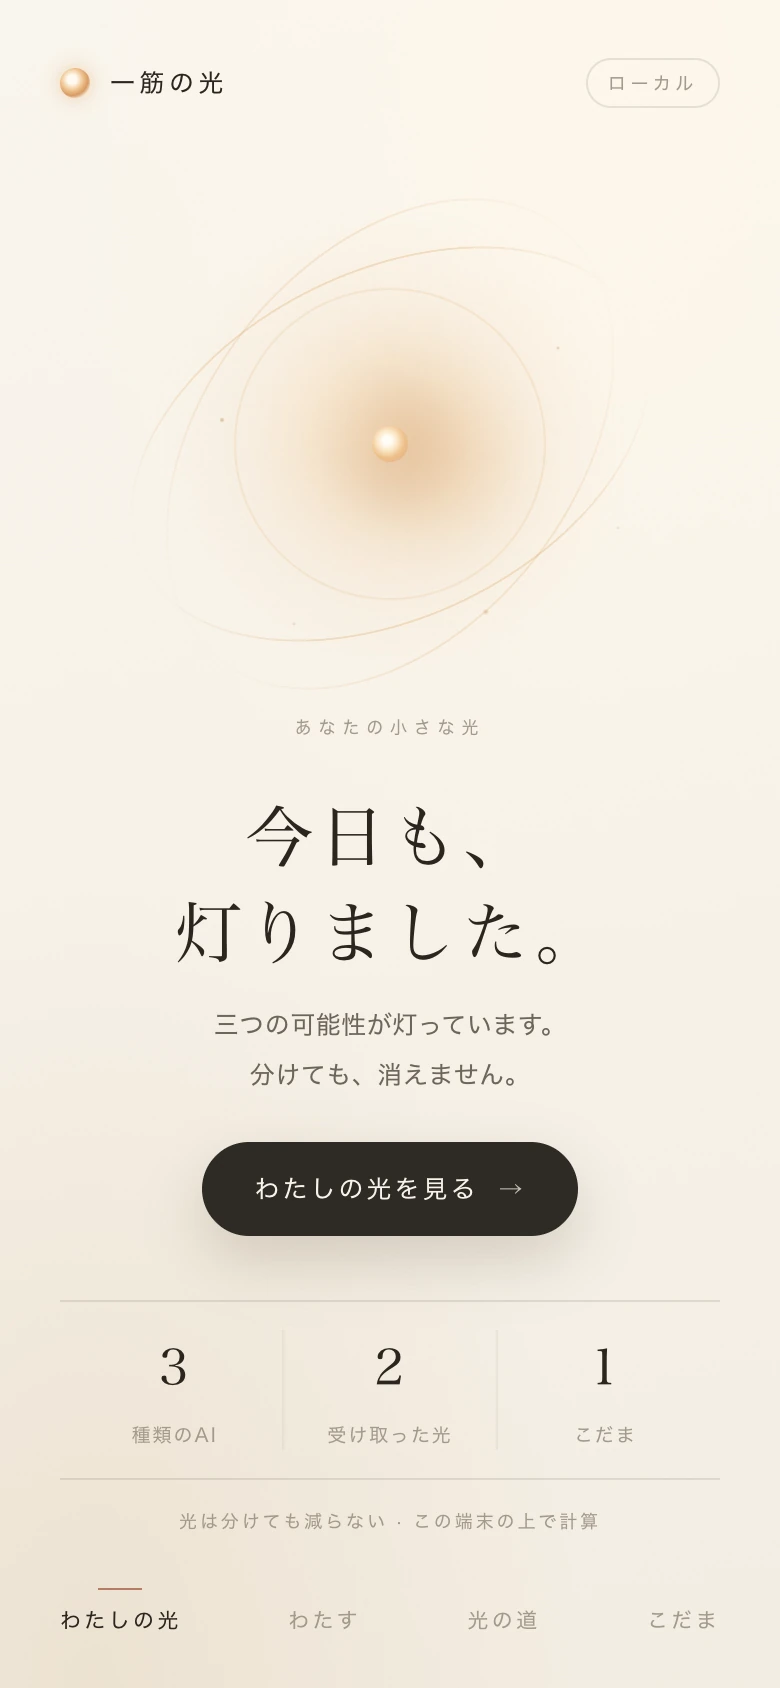 一筋の光
ローカル
あなたの小さな光
今日も、
灯りました。
三つの可能性が灯っています。
分けても、消えません。
わたしの光を見る →
3
種類のAI
2
受け取った光
1
こだま
光は分けても減らない · この端末の上で計算
わたしの光
わたす
光の道
こだま